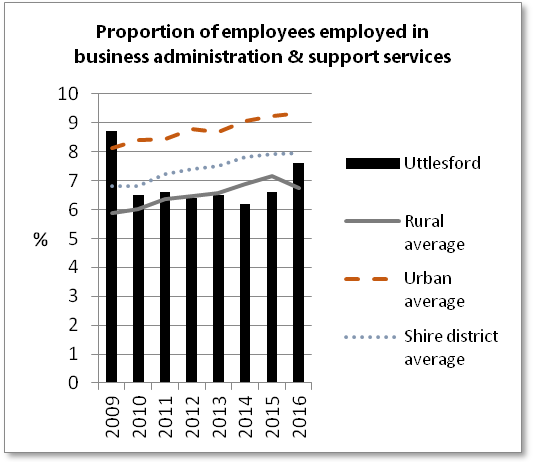 Proportion of employees employed in
business administration & support services
10
9
8
7
6
5
4
3
2
1
0
%
2009
2010
2011
2012
2013
2014
2015
2016
Uttlesford
Rural
average
Urban
average
Shire district
average